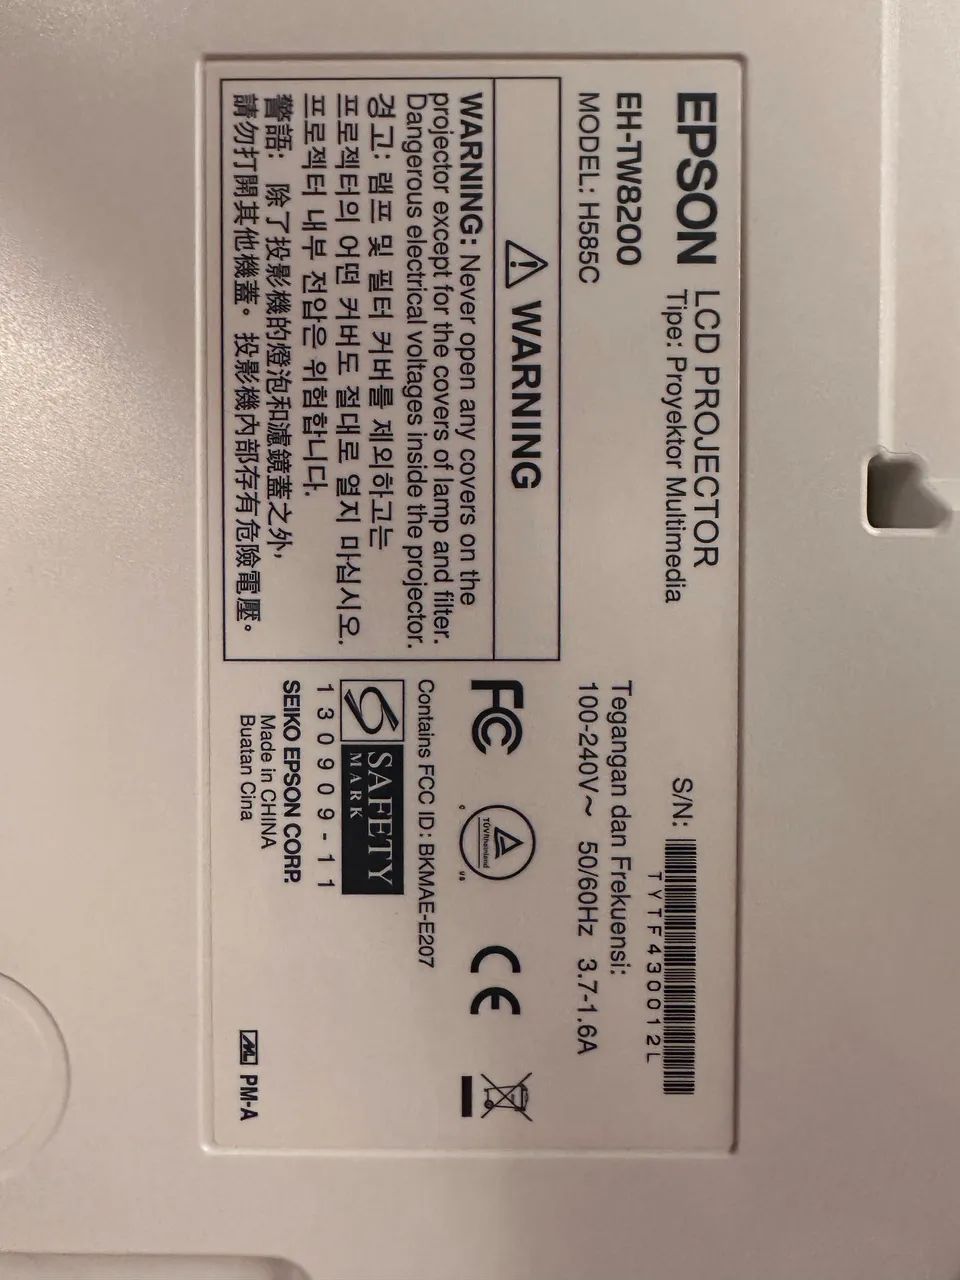 EPSON LCD PROJECTOR
EH-TW8200 Tipe: Proyektor Multimedia
MODEL: H585C
⚠ WARNING
WARNING: Never open any covers on the
projector except for the covers of lamp and filter.
Dangerous electrical voltages inside the projector.
경고: 램프 및 필터 커버를 제외하고는
프로젝터의 어떤 커버도 절대로 열지 마십시오.
프로젝터 내부 전압은 위험합니다.
警語: 除了投影機的燈泡和濾鏡蓋之外,
請勿打開其他機蓋。投影機內部存有危險電壓。
S/N:
TYTF430012L
Tegangan dan Frekuensi:
100-240V～ 50/60Hz 3.7-1.6A
FC
TÜVRheinland
C US
CE
Contains FCC ID: BKMAE-E207
SAFETY
MARK
130909-11
SEIKO EPSON CORP.
Made in CHINA
Buatan Cina
PM-A